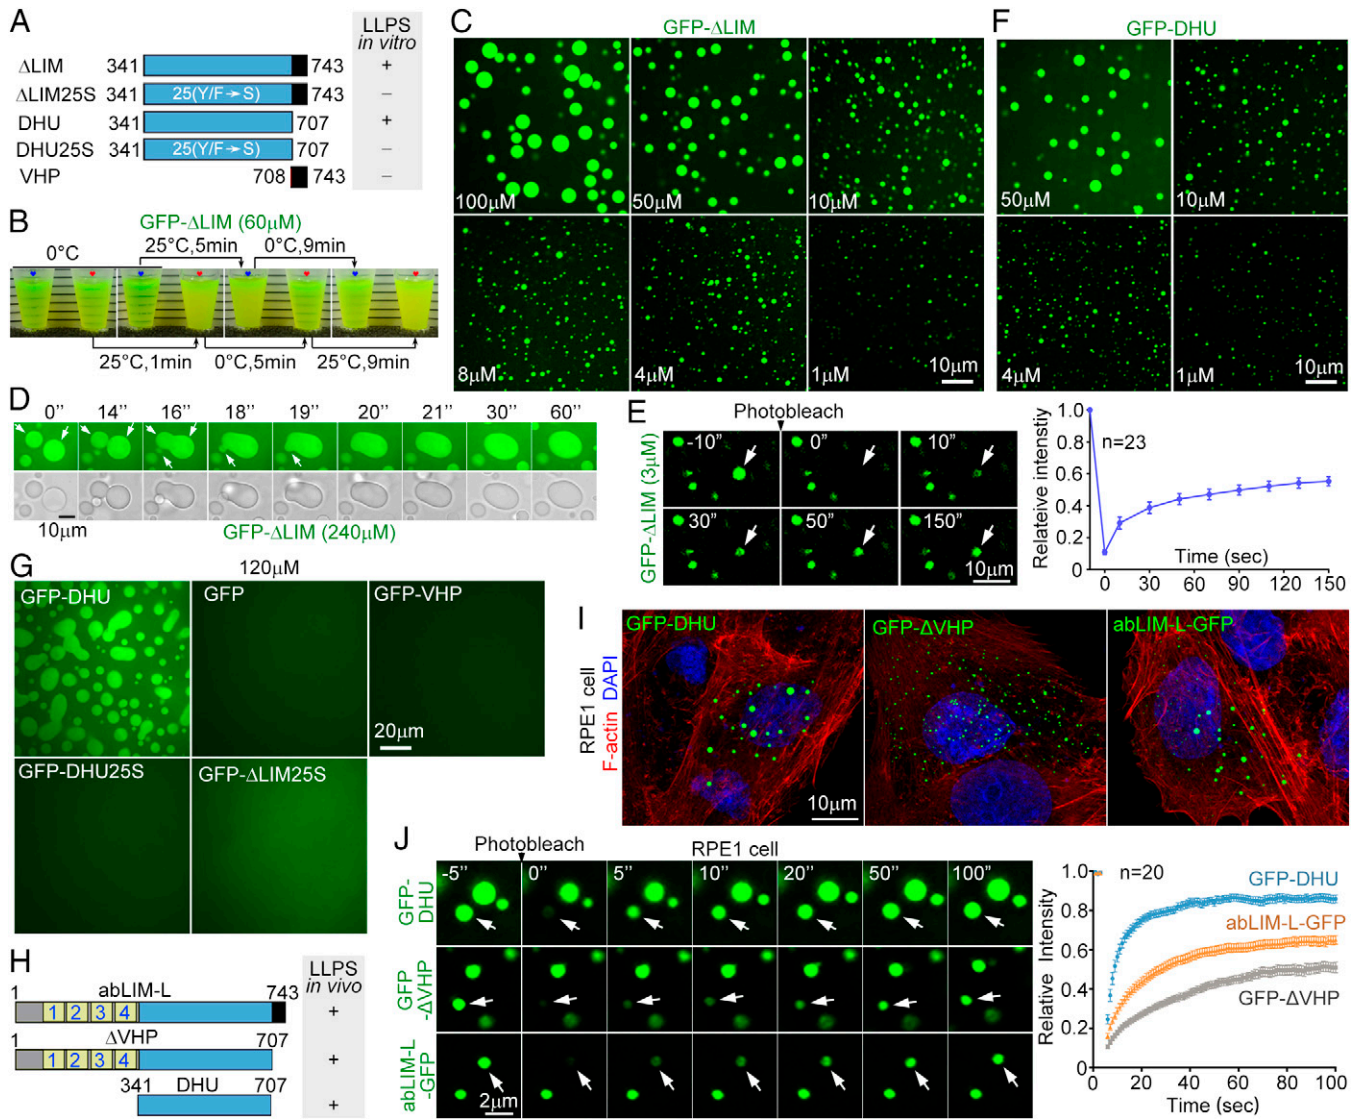 A
LLPS
in vitro
ΔLIM 341 743 +
ΔLIM25S 341 25(Y/F→S) 743 −
DHU 341 707 +
DHU25S 341 25(Y/F→S) 707 −
VHP 708 743 −
B
GFP-ΔLIM (60μM)
0°C 25°C,5min 0°C,9min
25°C,1min 0°C,5min 25°C,9min
C
GFP-ΔLIM
100μM 50μM 10μM
8μM 4μM 1μM
10μm
F
GFP-DHU
50μM 10μM
4μM 1μM
10μm
D
0’’ 14’’ 16’’ 18’’ 19’’ 20’’ 21’’ 30’’ 60’’
10μm
GFP-ΔLIM (240μM)
E
Photobleach
GFP-ΔLIM (3μM)
-10” 0” 10”
30” 50” 150”
10μm
Relateive intenstiy
1.0
0.8
0.6
0.4
0.2
0
n=23
Time (sec)
0 30 60 90 120 150
G
120μM
GFP-DHU GFP GFP-VHP
20μm
GFP-DHU25S GFP-ΔLIM25S
H
LLPS
in vivo
1 abLIM-L 743
1 2 3 4 +
1 ΔVHP 707
1 2 3 4 +
341 DHU 707
+
I
RPE1 cell
F-actin DAPI
GFP-DHU GFP-ΔVHP abLIM-L-GFP
10μm
J
Photobleach RPE1 cell
GFP-
DHU
-5’’ 0’’ 5’’ 10’’ 20’’ 50’’ 100”
GFP
-ΔVHP
abLIM-L
-GFP
2μm
Relative Intensity
1.0
0.8
0.6
0.4
0.2
0
n=20
GFP-DHU
abLIM-L-GFP
GFP-ΔVHP
0 20 40 60 80 100
Time (sec)